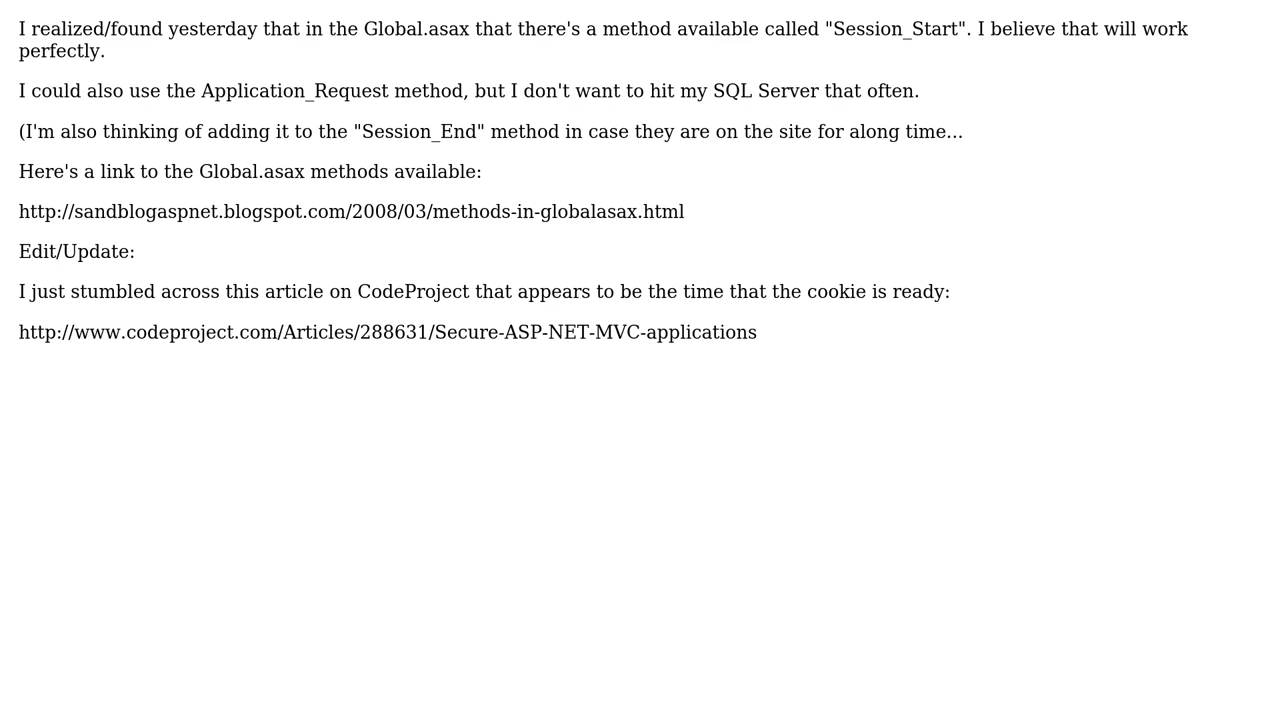 I realized/found yesterday that in the Global.asax that there's a method available called "Session_Start". I believe that will work
perfectly.
I could also use the Application_Request method, but I don't want to hit my SQL Server that often.
(I'm also thinking of adding it to the "Session_End" method in case they are on the site for along time...
Here's a link to the Global.asax methods available:
http://sandblogaspnet.blogspot.com/2008/03/methods-in-globalasax.html
Edit/Update:
I just stumbled across this article on CodeProject that appears to be the time that the cookie is ready:
http://www.codeproject.com/Articles/288631/Secure-ASP-NET-MVC-applications